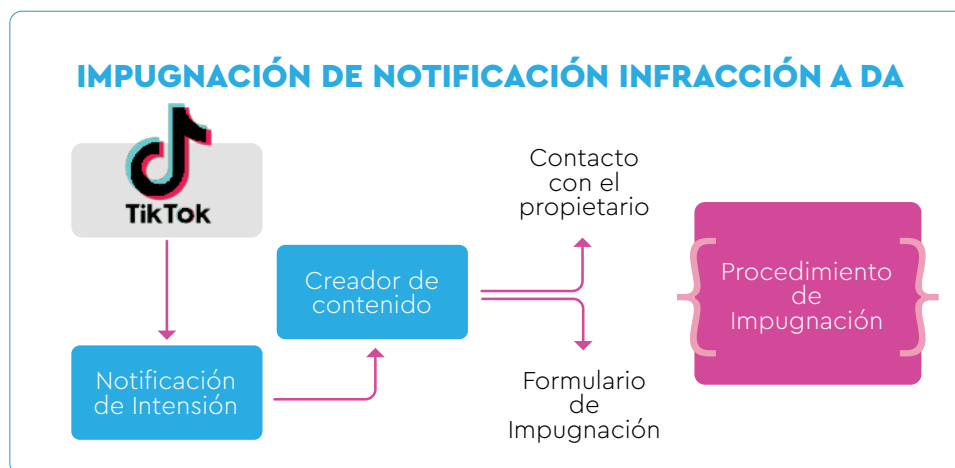 IMPUGNACIÓN DE NOTIFICACIÓN INFRACCIÓN A DA
TikTok
Notificación
de Intensión
Creador de
contenido
Contacto
con el
propietario
Formulario
de
Impugnación
Procedimiento
de
Impugnación